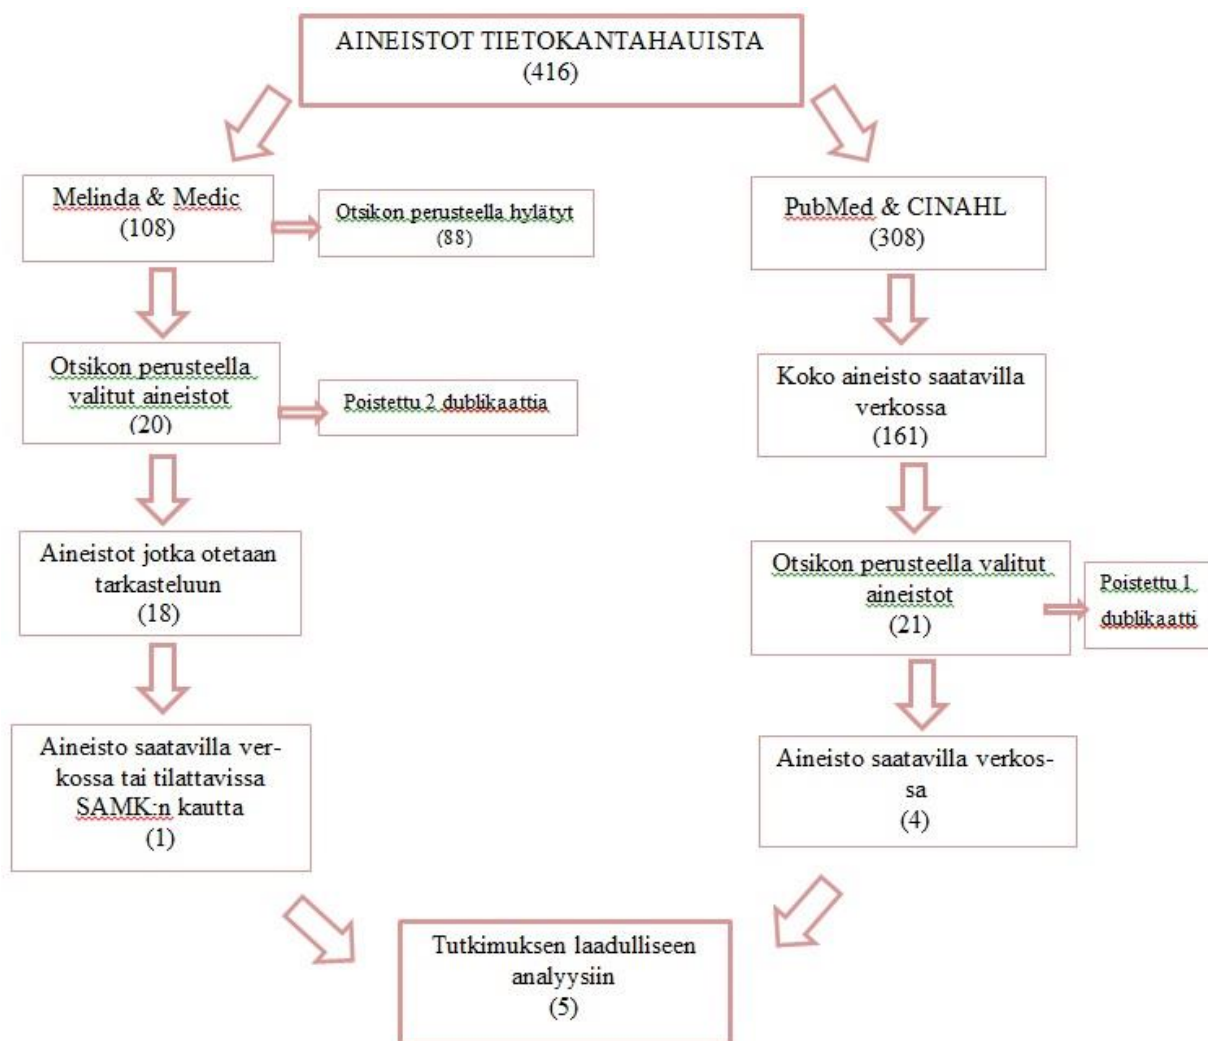 AINEISTOT TIETOKANTAHAUISTA
(416)
Melinda & Medic
(108)
Otsikon perusteella hylätyt
(88)
Otsikon perusteella
valitut aineistot
(20)
Poistettu 2 dublikaattia
Aineistot jotka otetaan
tarkasteluun
(18)
Aineisto saatavilla ver-
kossa tai tilattavissa
SAMK:n kautta
(1)
PubMed & CINAHL
(308)
Koko aineisto saatavilla
verkossa
(161)
Otsikon perusteella valitut
aineistot
(21)
Poistettu 1
dublikaatti
Aineisto saatavilla verkos-
sa
(4)
Tutkimuksen laadulliseen
analyysiin
(5)